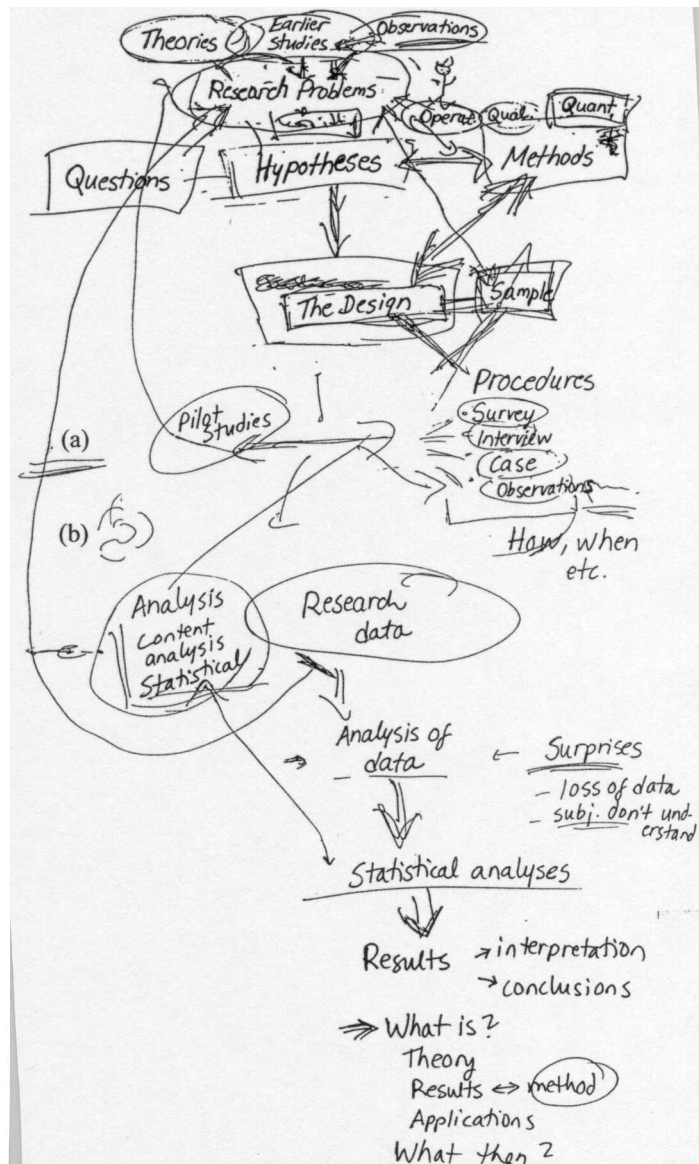 Theories
Earlier
studies
Observations
Research Problems
Operat.
Qual.
Quant
Questions
Hypotheses
Methods
The Design
Sample
Pilot
Studies
Procedures
Survey
Interview
Case
Observations
How, when
etc.
(a)
(b)
Analysis
Content
analysis
Statistical
Research
data
Analysis of
data
Surprises
- loss of data
- subj. don't und-
erstand
Statistical analyses
Results → interpretation
→ conclusions
⇒ What is?
Theory
Results ↔ method
Applications
What then?